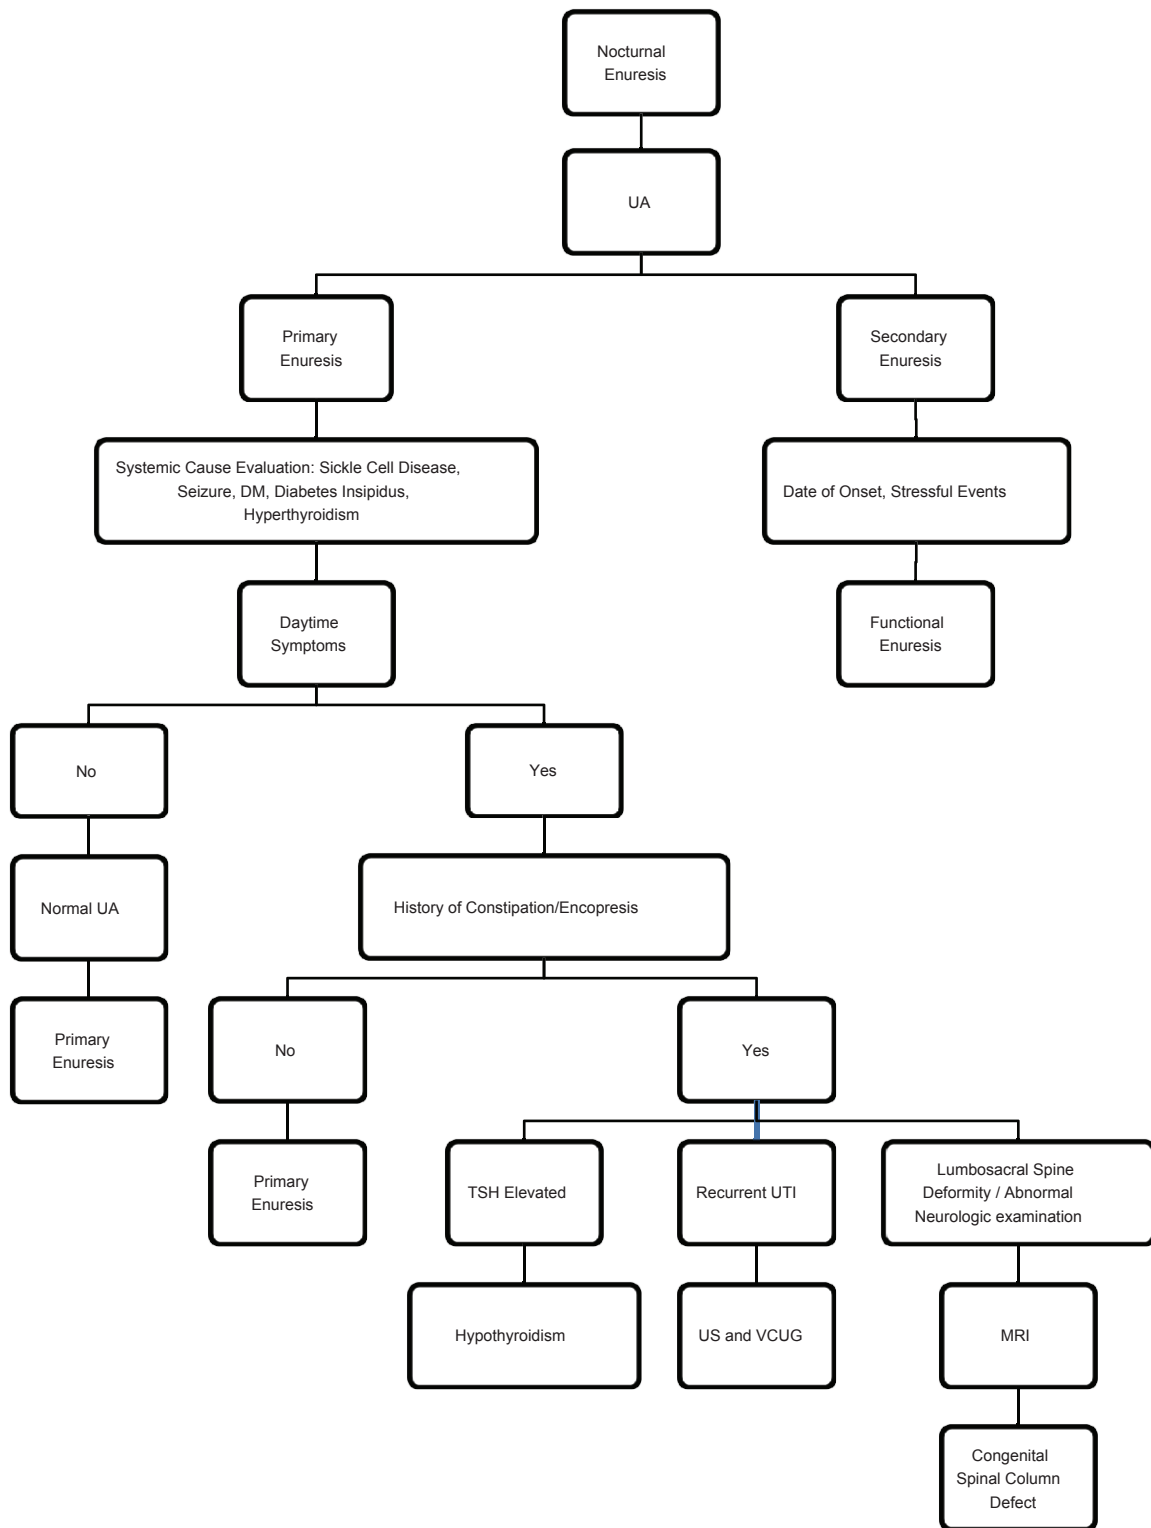 Nocturnal
Enuresis
UA
Primary
Enuresis
Secondary
Enuresis
Systemic Cause Evaluation: Sickle Cell Disease,
Seizure, DM, Diabetes Insipidus,
Hyperthyroidism
Date of Onset, Stressful Events
Daytime
Symptoms
Functional
Enuresis
No
Yes
Normal UA
History of Constipation/Encopresis
Primary
Enuresis
No
Yes
Primary
Enuresis
TSH Elevated
Recurrent UTI
Lumbosacral Spine
Deformity / Abnormal
Neurologic examination
Hypothyroidism
US and VCUG
MRI
Congenital
Spinal Column
Defect